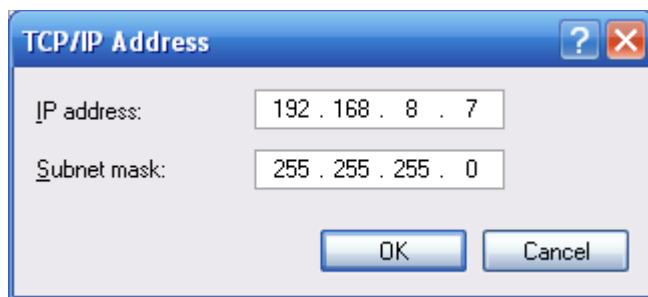 TCP/IP Address
IP address: 192 . 168 . 8 . 7
Subnet mask: 255 . 255 . 255 . 0
OK Cancel